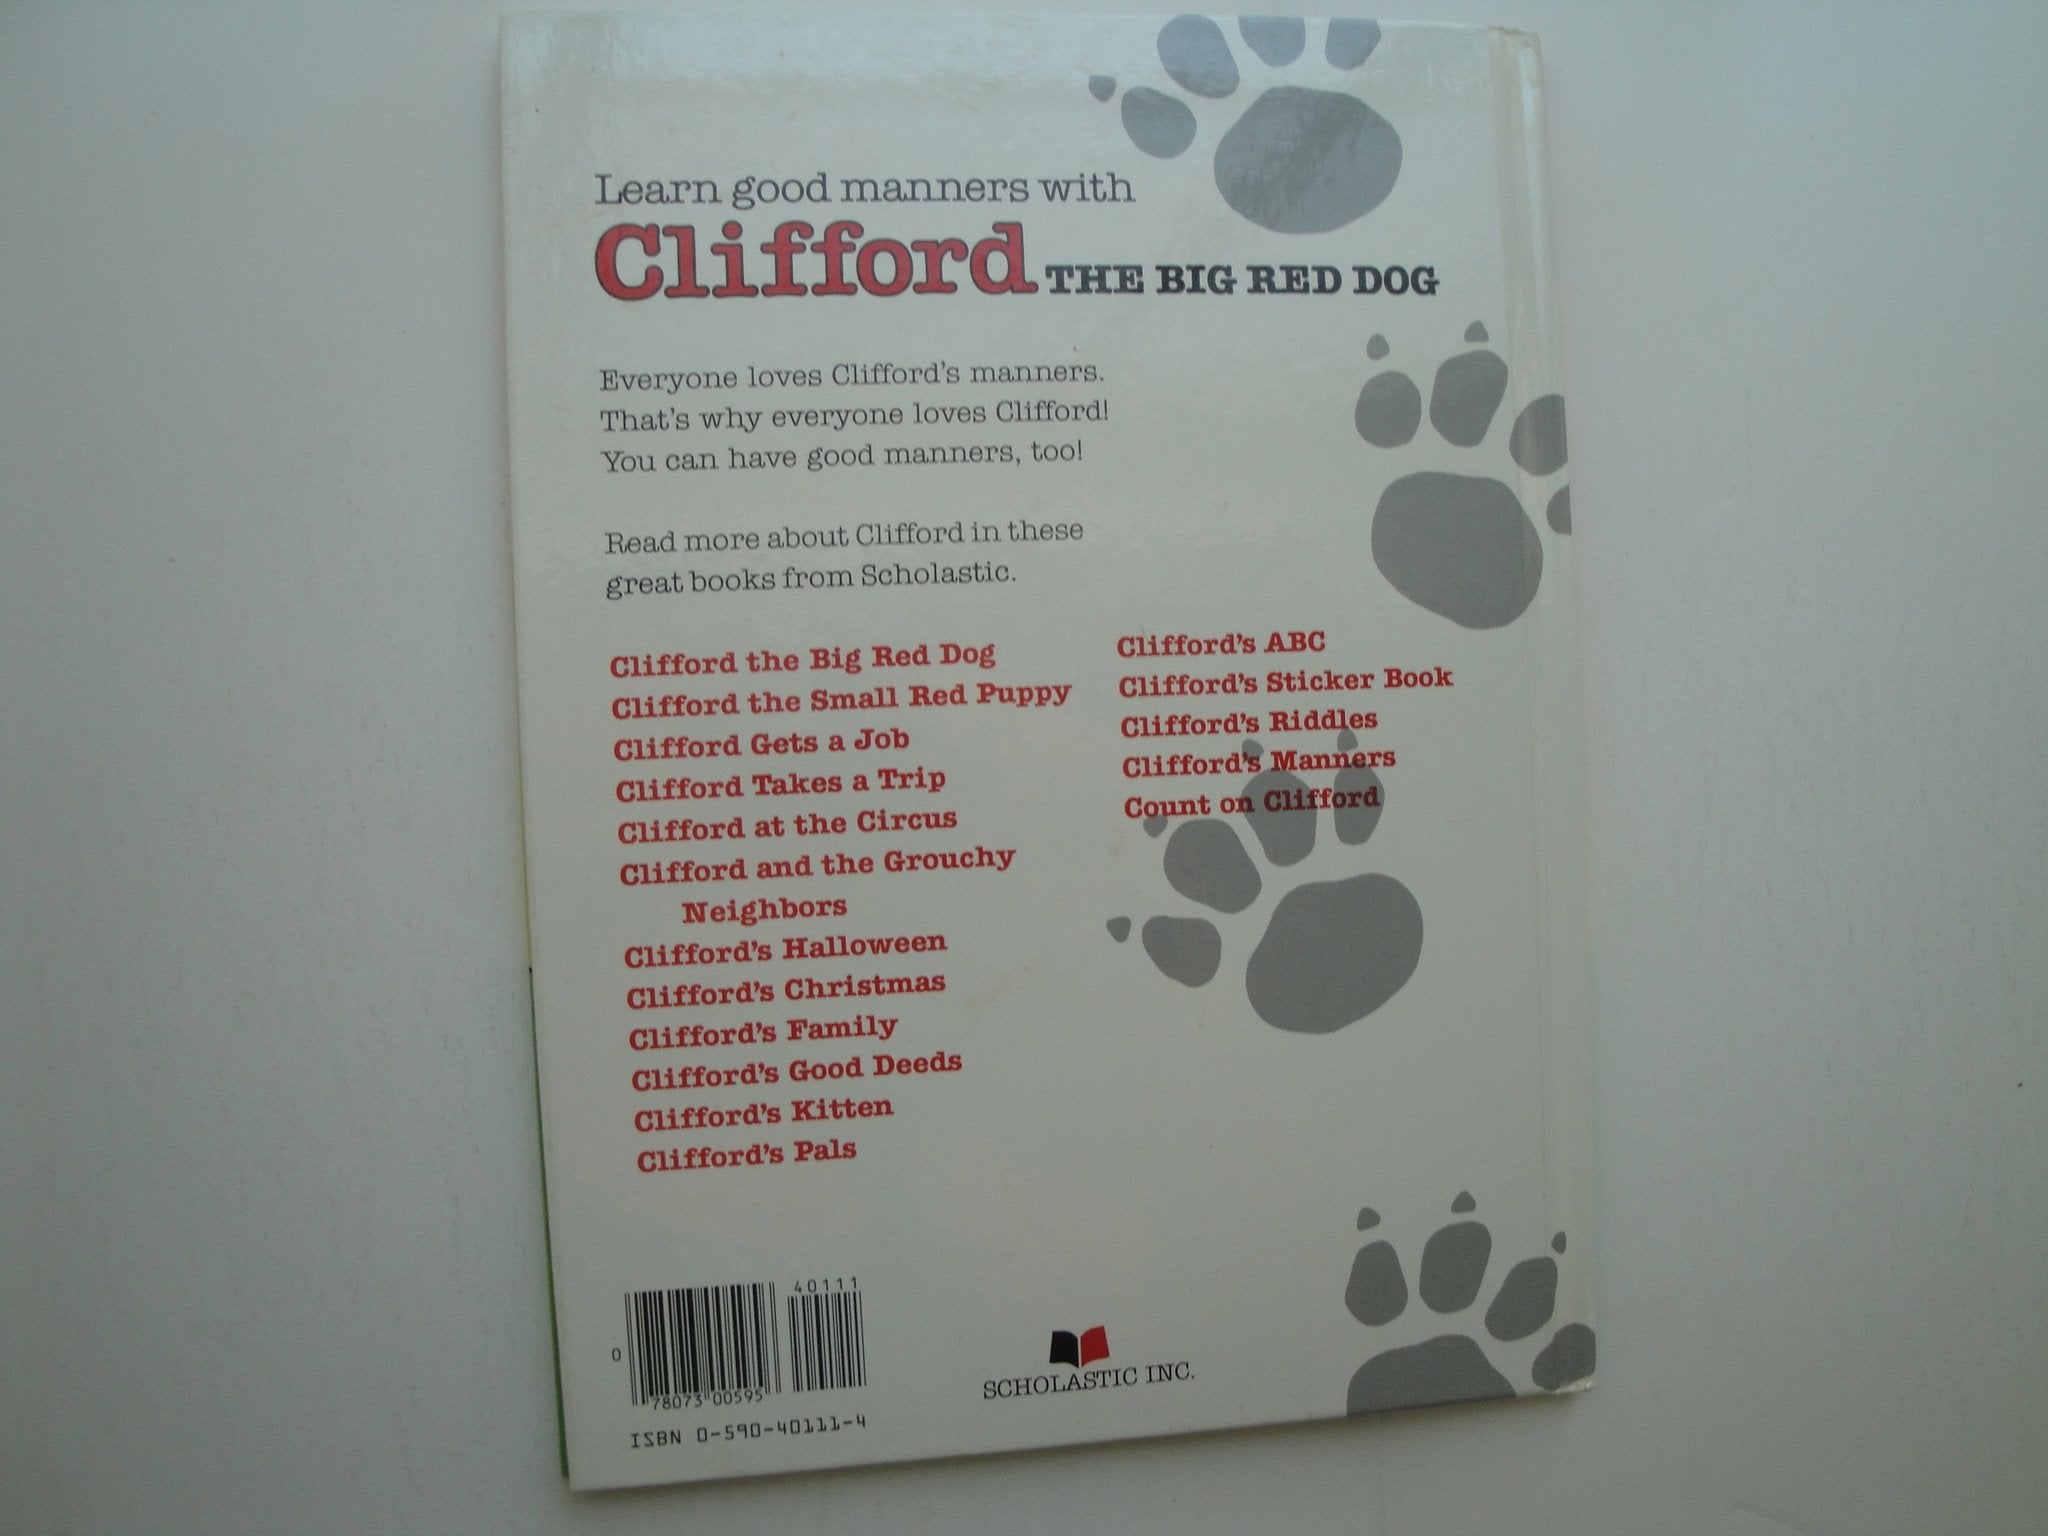 Learn good manners with
Clifford THE BIG RED DOG
Everyone loves Clifford's manners.
That's why everyone loves Clifford!
You can have good manners, too!
Read more about Clifford in these
great books from Scholastic.
Clifford the Big Red Dog
Clifford the Small Red Puppy
Clifford Gets a Job
Clifford Takes a Trip
Clifford at the Circus
Clifford and the Grouchy
Neighbors
Clifford's Halloween
Clifford's Christmas
Clifford's Family
Clifford's Good Deeds
Clifford's Kitten
Clifford's Pals
Clifford's ABC
Clifford's Sticker Book
Clifford's Riddles
Clifford's Manners
Count on Clifford
40111
0 78073 00595
ISBN 0-590-40111-4
SCHOLASTIC INC.